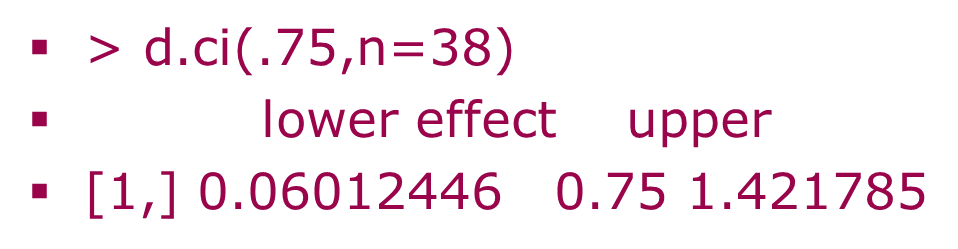 ▪ > d.ci(.75,n=38)
▪ lower effect upper
▪ [1,] 0.06012446 0.75 1.421785